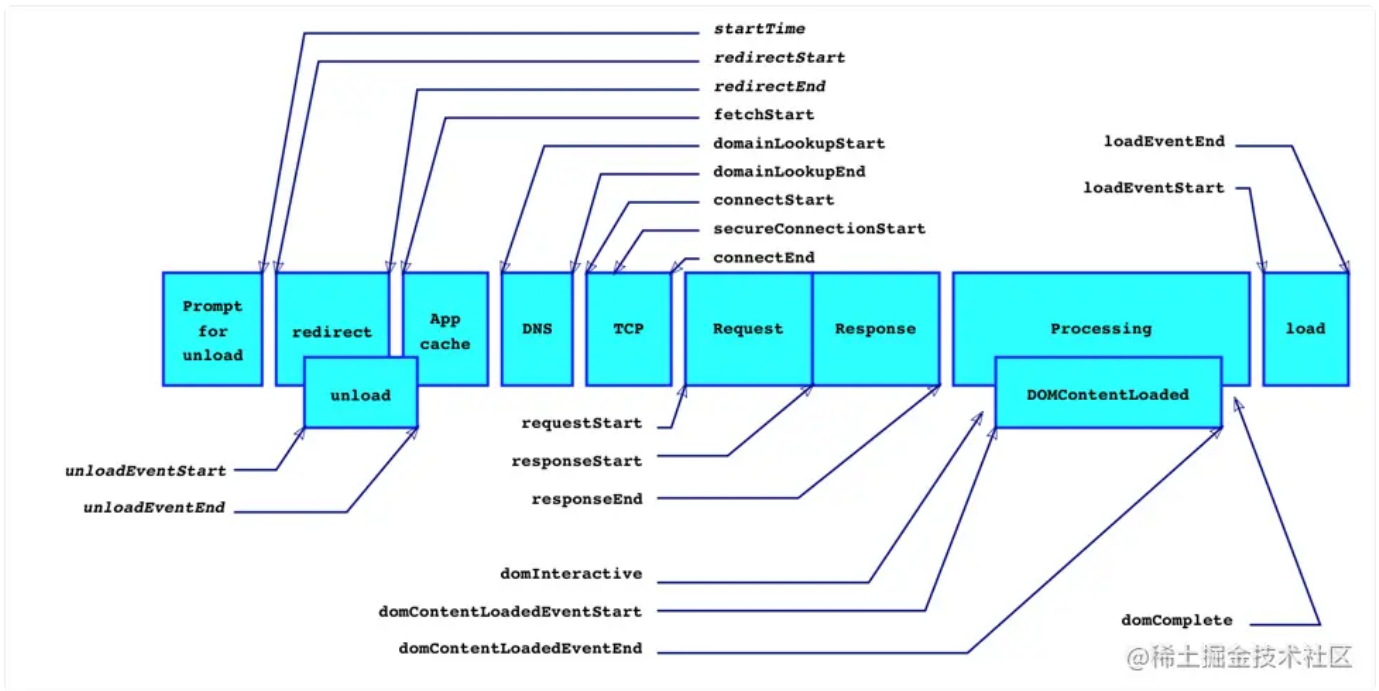 startTime
redirectStart
redirectEnd
fetchStart
domainLookupStart
domainLookupEnd
connectStart
secureConnectionStart
connectEnd
loadEventEnd
loadEventStart
Prompt
for
unload
redirect
unload
App
cache
DNS
TCP
Request
Response
Processing
DOMContentLoaded
load
unloadEventStart
unloadEventEnd
requestStart
responseStart
responseEnd
domInteractive
domContentLoadedEventStart
domContentLoadedEventEnd
domComplete
@稀土掘金技术社区